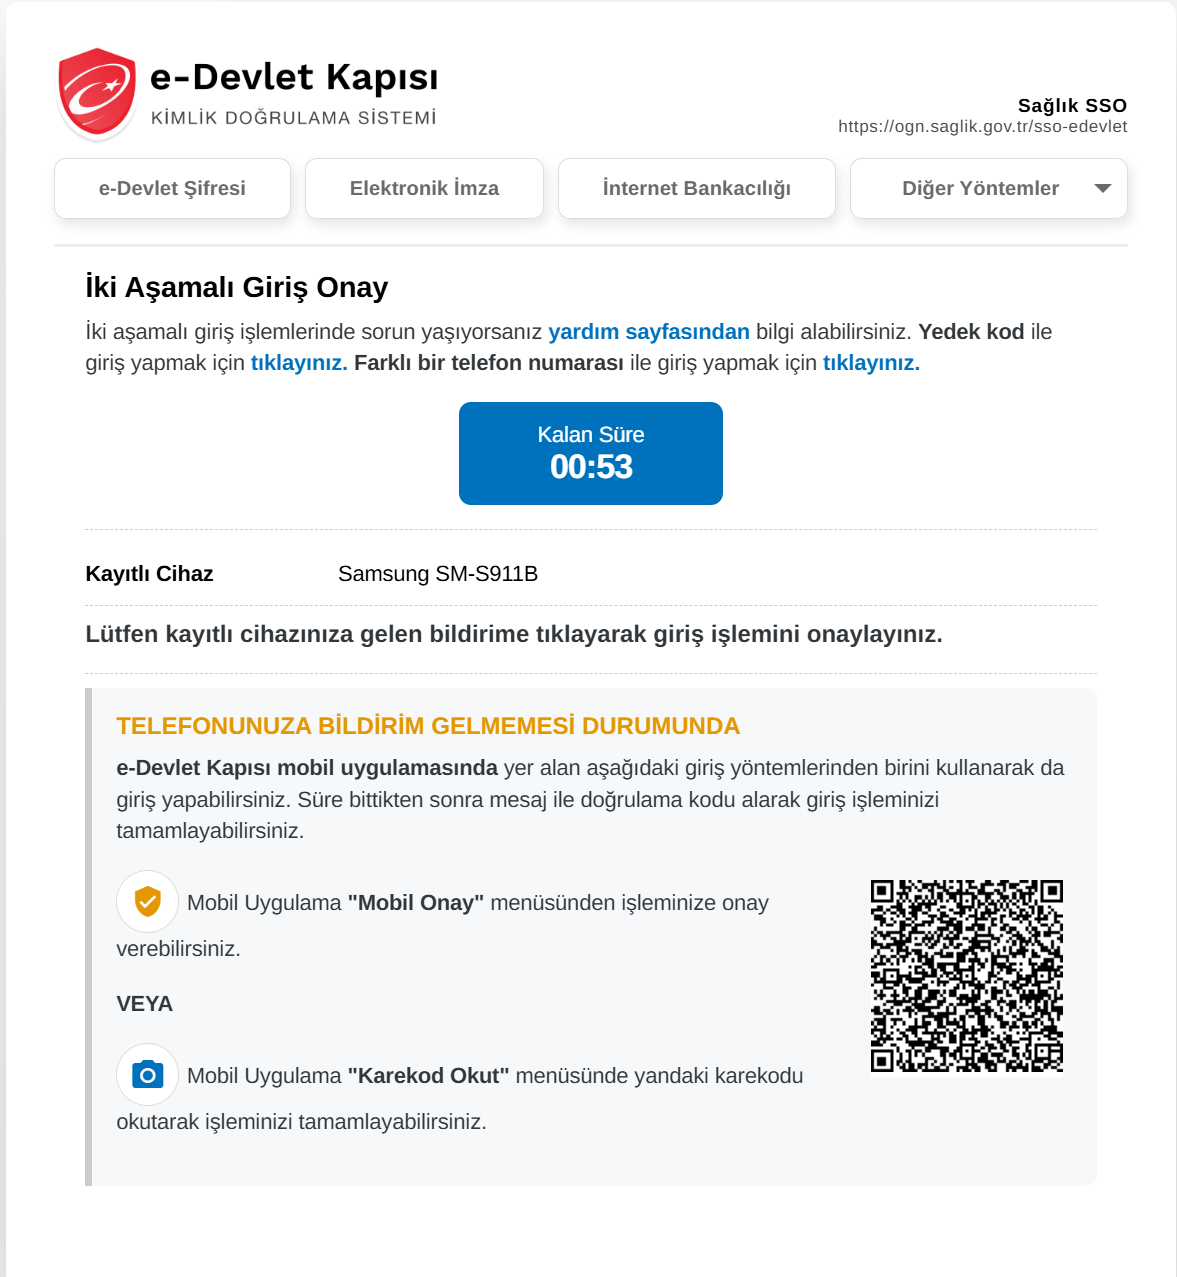 e-Devlet Kapısı
KİMLİK DOĞRULAMA SİSTEMİ
Sağlık SSO
https://ogn.saglik.gov.tr/sso-edevlet
e-Devlet Şifresi
Elektronik İmza
İnternet Bankacılığı
Diğer Yöntemler
İki Aşamalı Giriş Onay
İki aşamalı giriş işlemlerinde sorun yaşıyorsanız yardım sayfasından bilgi alabilirsiniz. Yedek kod ile
giriş yapmak için tıklayınız. Farklı bir telefon numarası ile giriş yapmak için tıklayınız.
Kalan Süre
00:53
Kayıtlı Cihaz Samsung SM-S911B
Lütfen kayıtlı cihazınıza gelen bildirime tıklayarak giriş işlemini onaylayınız.
TELEFONUNUZA BİLDİRİM GELMEMESİ DURUMUNDA
e-Devlet Kapısı mobil uygulamasında yer alan aşağıdaki giriş yöntemlerinden birini kullanarak da
giriş yapabilirsiniz. Süre bittikten sonra mesaj ile doğrulama kodu alarak giriş işleminizi
tamamlayabilirsiniz.
Mobil Uygulama "Mobil Onay" menüsünden işleminize onay
verebilirsiniz.
VEYA
Mobil Uygulama "Karekod Okut" menüsünde yandaki karekodu
okutarak işleminizi tamamlayabilirsiniz.